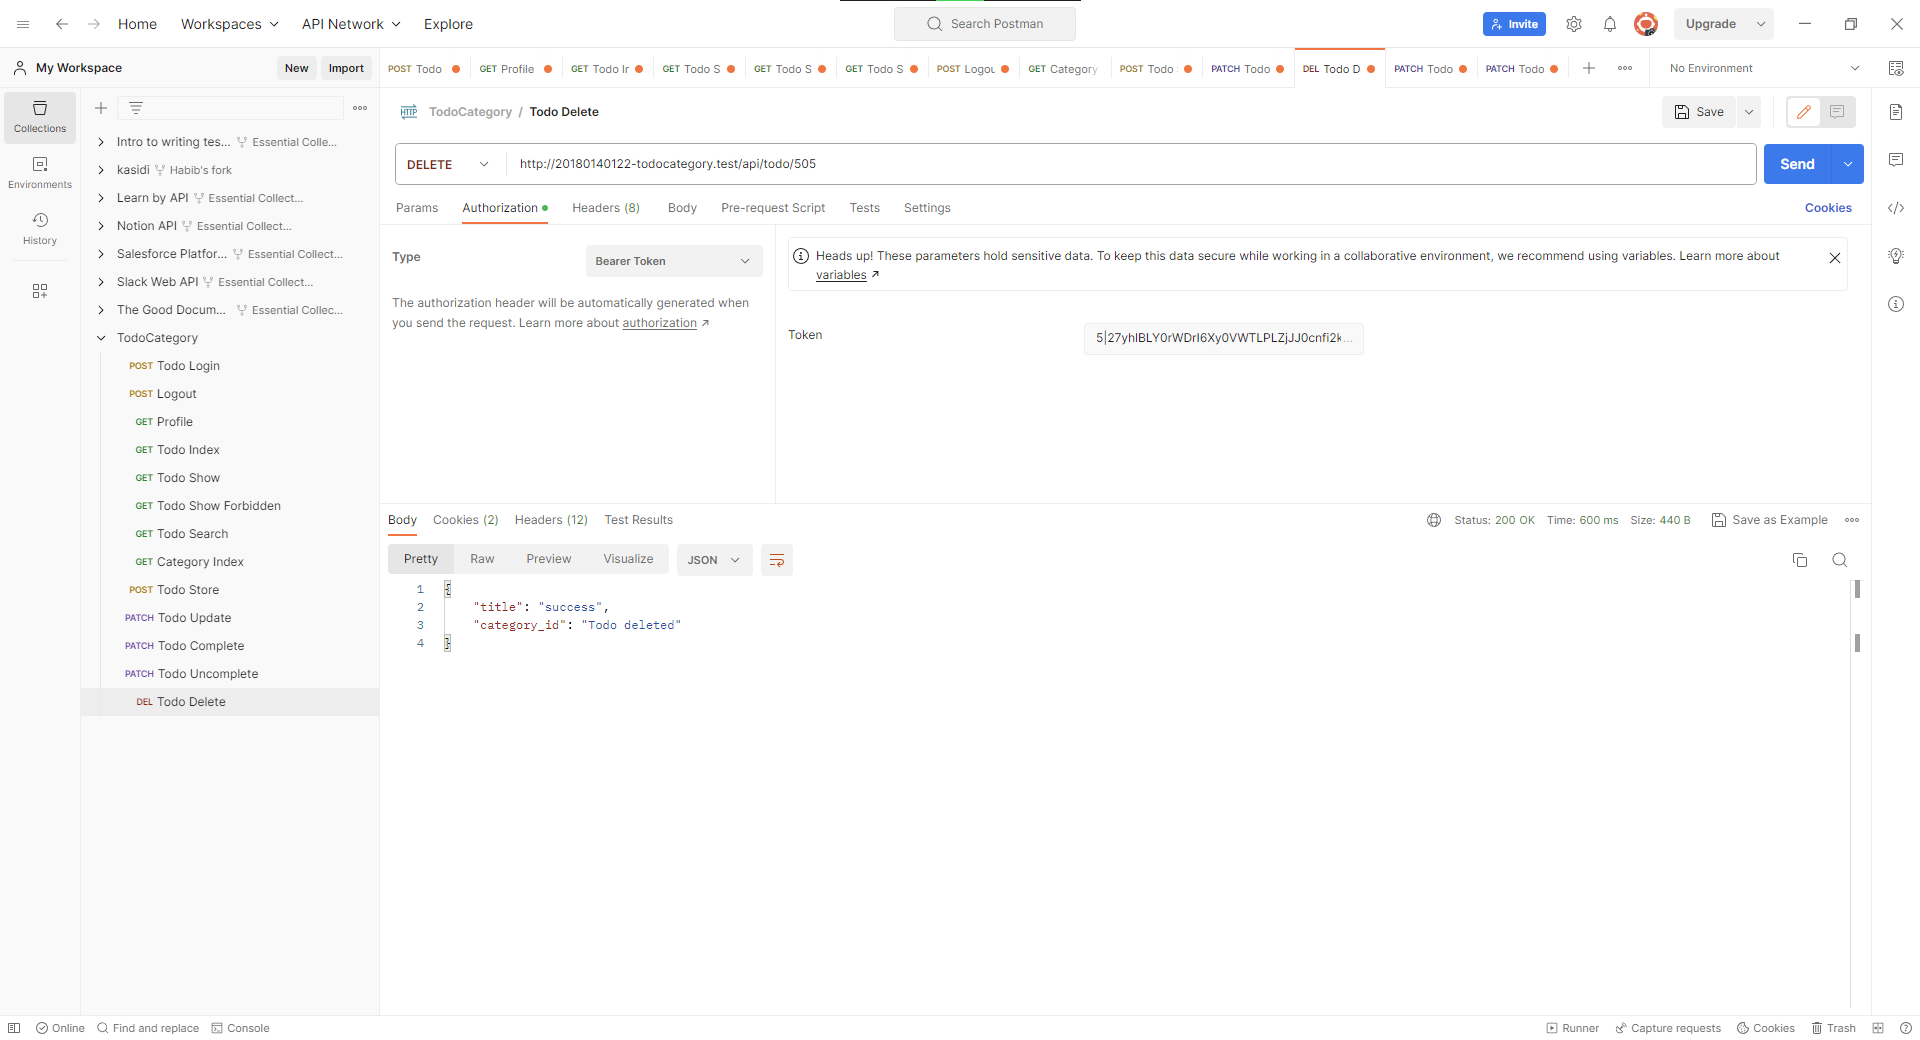 Home Workspaces API Network Explore Search Postman Invite Upgrade
My Workspace New Import
POST Todo GET Profile GET Todo Ir GET Todo S GET Todo S GET Todo S POST Logou GET Category POST Todo PATCH Todo DEL Todo D PATCH Todo PATCH Todo No Environment
Collections
Environments
History
Intro to writing tes... Essential Colle...
kasidi Habib's fork
Learn by API Essential Collect...
Notion API Essential Collect...
Salesforce Platfor... Essential Collect...
Slack Web API Essential Collect...
The Good Docum... Essential Collec...
TodoCategory
POST Todo Login
POST Logout
GET Profile
GET Todo Index
GET Todo Show
GET Todo Show Forbidden
GET Todo Search
GET Category Index
POST Todo Store
PATCH Todo Update
PATCH Todo Complete
PATCH Todo Uncomplete
DEL Todo Delete
HTTP TodoCategory / Todo Delete Save
DELETE http://20180140122-todocategory.test/api/todo/505 Send
Params Authorization Headers (8) Body Pre-request Script Tests Settings Cookies
Type Bearer Token
The authorization header will be automatically generated when
you send the request. Learn more about authorization ↗
Heads up! These parameters hold sensitive data. To keep this data secure while working in a collaborative environment, we recommend using variables. Learn more about
variables ↗
Token
Body Cookies (2) Headers (12) Test Results Status: 200 OK Time: 600 ms Size: 440 B Save as Example
Pretty Raw Preview Visualize JSON
1 {
2 "title": "success",
3 "category_id": "Todo deleted"
4 }
Online Find and replace Console Runner Capture requests Cookies Trash